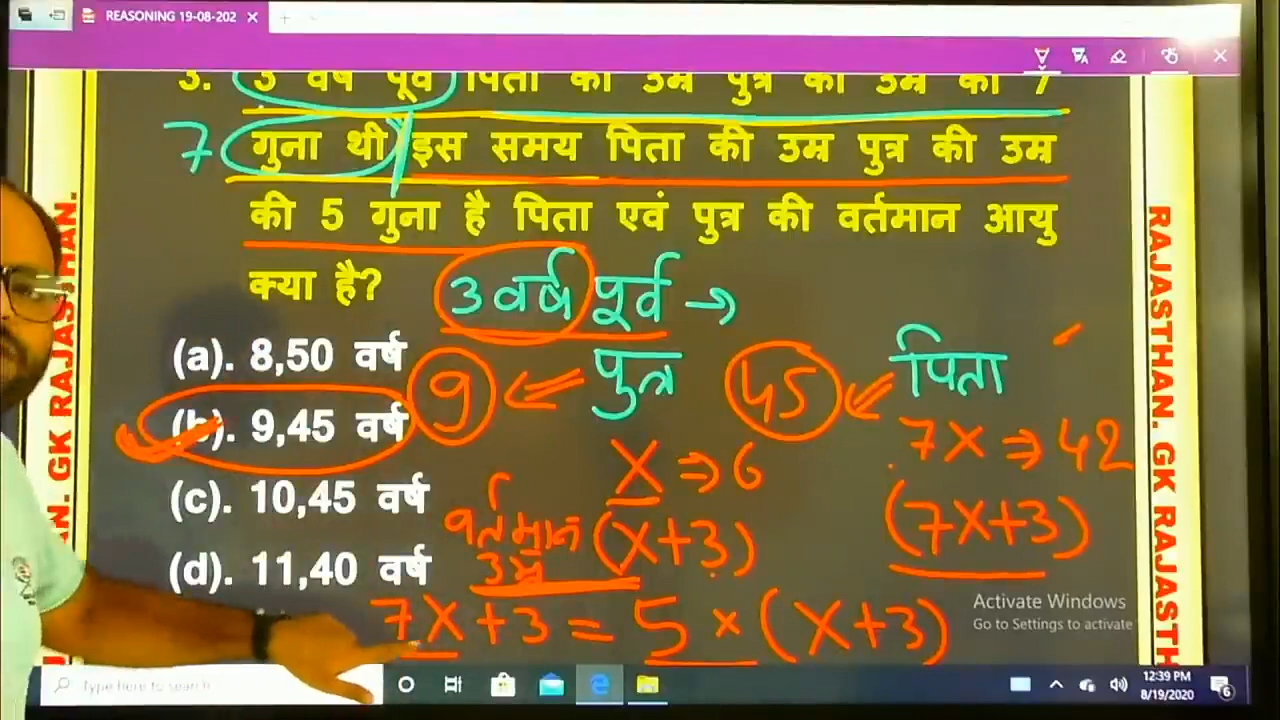 REASONING 19-08-202
3. 3 वर्ष पूर्व पिता की उम्र पुत्र की उम्र की 7
7 गुना थी इस समय पिता की उम्र पुत्र की उम्र
की 5 गुना है पिता एवं पुत्र की वर्तमान आयु
क्या है?
3 वर्ष पूर्व →
(a). 8,50 वर्ष
9 ⇐ पुत्र
45 ⇐ पिता
(b). 9,45 वर्ष
x ⇒ 6
7x ⇒ 42
(c). 10,45 वर्ष
वर्तमान (x+3)
(7x+3)
(d). 11,40 वर्ष
7x+3 = 5×(x+3)
Activate Windows
Go to Settings to activate
Type here to search
12:39 PM
8/19/2020
6
N. GK RAJASTHAN.
RAJASTHAN. GK RAJASTH